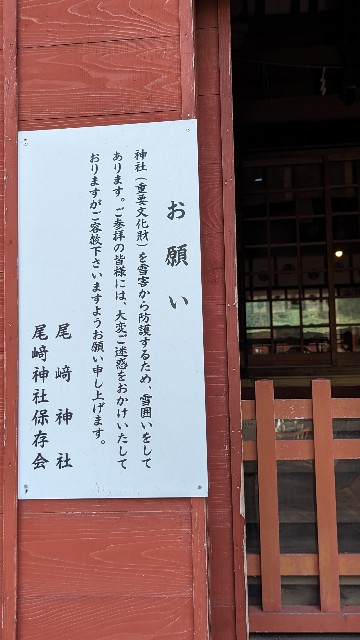 お願い
神社(重要文化財)を雪害から防護するため、雪囲いをして
あります。ご参拝の皆様には、大変ご迷惑をおかけいたして
おりますがご容赦下さいますようお願い申し上げます。
尾﨑神社
尾﨑神社保存会